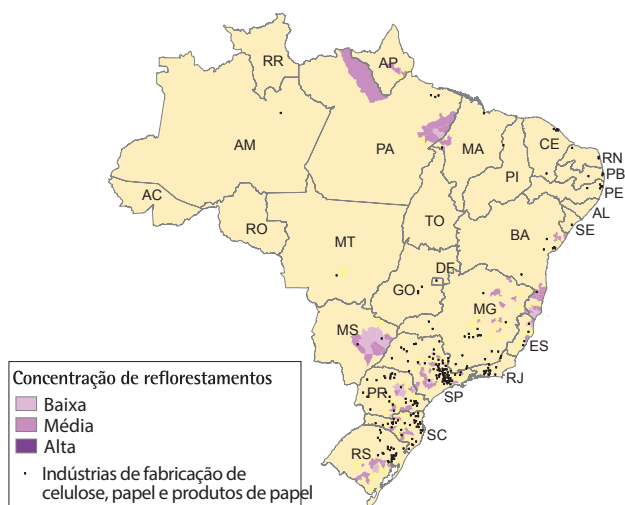 RR
AP
AM
PA
MA
CE
RN
PB
PE
PI
AL
SE
AC
RO
TO
BA
MT
DF
GO
MG
MS
ES
RJ
SP
PR
SC
RS
Concentração de reflorestamentos
Baixa
Média
Alta
Indústrias de fabricação de
celulose, papel e produtos de papel